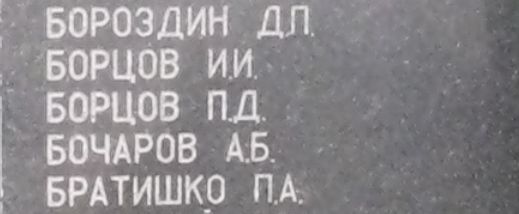 БОРОЗДИН Д.П.
БОРЦОВ И.И.
БОРЦОВ П.Д.
БОЧАРОВ А.Б.
БРАТИШКО П.А.